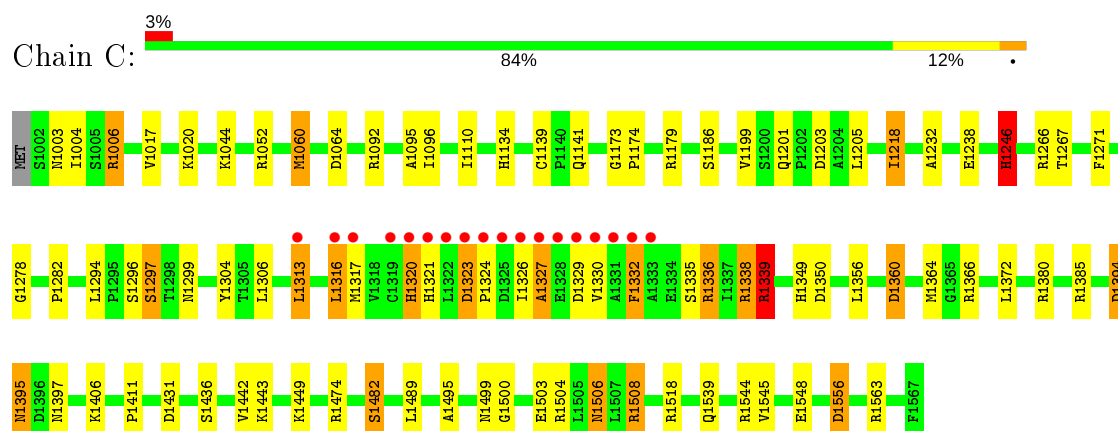 3%
Chain C:
84% 12% •
MET S1002 N1003 I1004 S1005 R1006 V1017 K1020 K1044 R1052 M1060 D1064 R1092 A1095 I1096 I1110 H1134 C1139 P1140 Q1141 G1173 P1174 R1179 S1186 V1199 S1200 Q1201 P1202 D1203 A1204 L1205 I1218 A1232 E1238 H1246 R1266 T1267 F1271
G1278 P1282 L1294 P1295 S1296 S1297 T1298 N1299 Y1304 T1305 L1306 L1313 L1316 M1317 V1318 C1319 H1320 H1321 L1322 D1323 P1324 D1325 I1326 A1327 E1328 D1329 V1330 A1331 F1332 A1333 E1334 S1335 R1336 I1337 R1338 R1339 H1349 D1350 L1356 D1360 M1364 G1365 R1366 L1372 R1380 R1385
N1395 D1396 N1397 K1406 P1411 D1431 S1436 V1442 K1443 K1449 R1474 S1482 L1489 A1495 N1499 G1500 E1503 R1504 L1505 N1506 L1507 R1508 R1518 Q1539 R1544 V1545 E1548 D1556 R1563 F1567